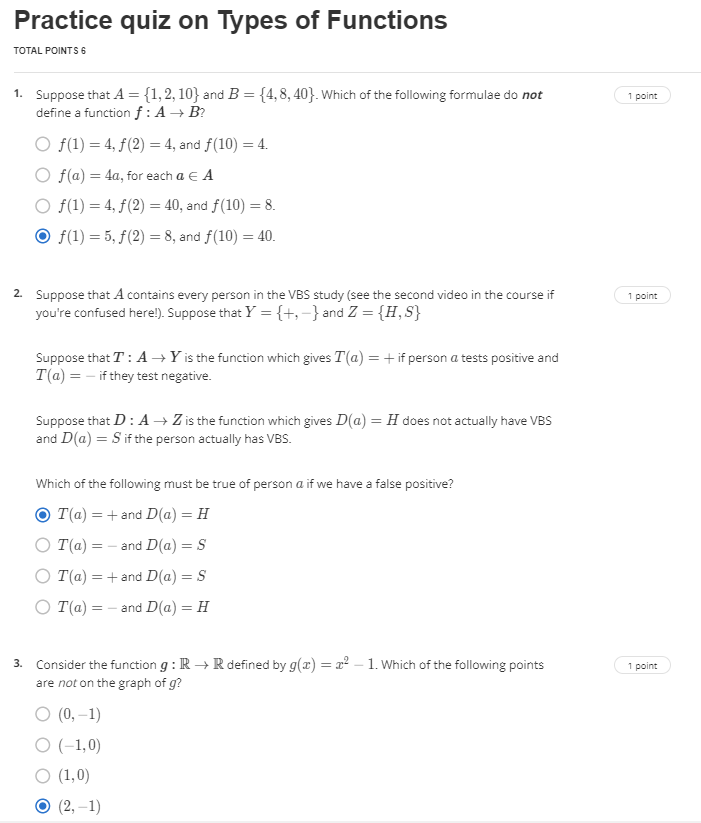 Practice quiz on Types of Functions
TOTAL POINTS 6
1. Suppose that A = {1, 2, 10} and B = {4, 8, 40}. Which of the following formulae do not 1 point
define a function f : A → B?
f(1) = 4, f(2) = 4, and f(10) = 4.
f(a) = 4a, for each a ∈ A
f(1) = 4, f(2) = 40, and f(10) = 8.
f(1) = 5, f(2) = 8, and f(10) = 40.
2. Suppose that A contains every person in the VBS study (see the second video in the course if 1 point
you're confused here!). Suppose that Y = {+, −} and Z = {H, S}
Suppose that T : A → Y is the function which gives T(a) = + if person a tests positive and
T(a) = − if they test negative.
Suppose that D : A → Z is the function which gives D(a) = H does not actually have VBS
and D(a) = S if the person actually has VBS.
Which of the following must be true of person a if we have a false positive?
T(a) = + and D(a) = H
T(a) = − and D(a) = S
T(a) = + and D(a) = S
T(a) = − and D(a) = H
3. Consider the function g : ℝ → ℝ defined by g(x) = x² − 1. Which of the following points 1 point
are not on the graph of g?
(0, −1)
(−1, 0)
(1, 0)
(2, −1)